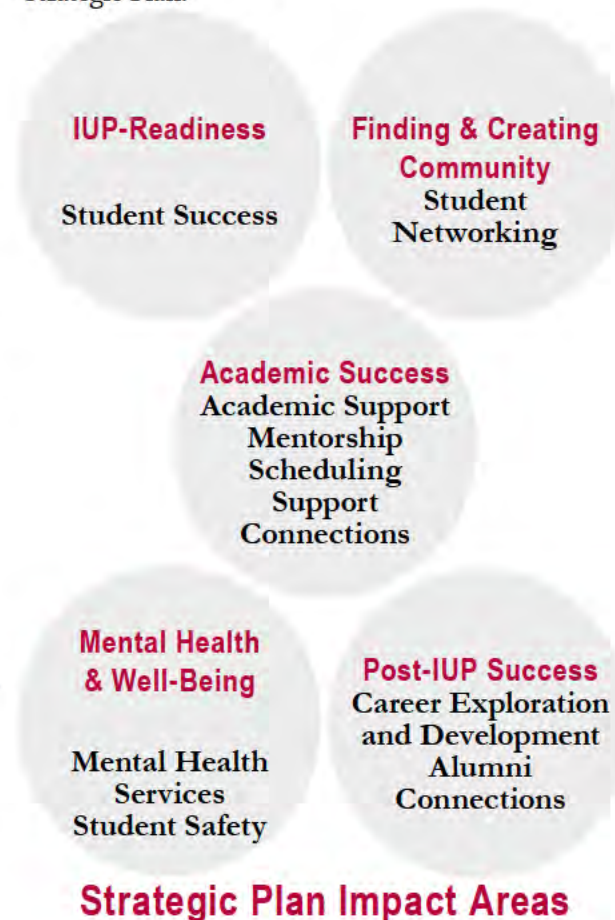 IUP-Readiness
Student Success
Finding & Creating
Community
Student
Networking
Academic Success
Academic Support
Mentorship
Scheduling
Support
Connections
Mental Health
& Well-Being
Mental Health
Services
Student Safety
Post-IUP Success
Career Exploration
and Development
Alumni
Connections
Strategic Plan Impact Areas